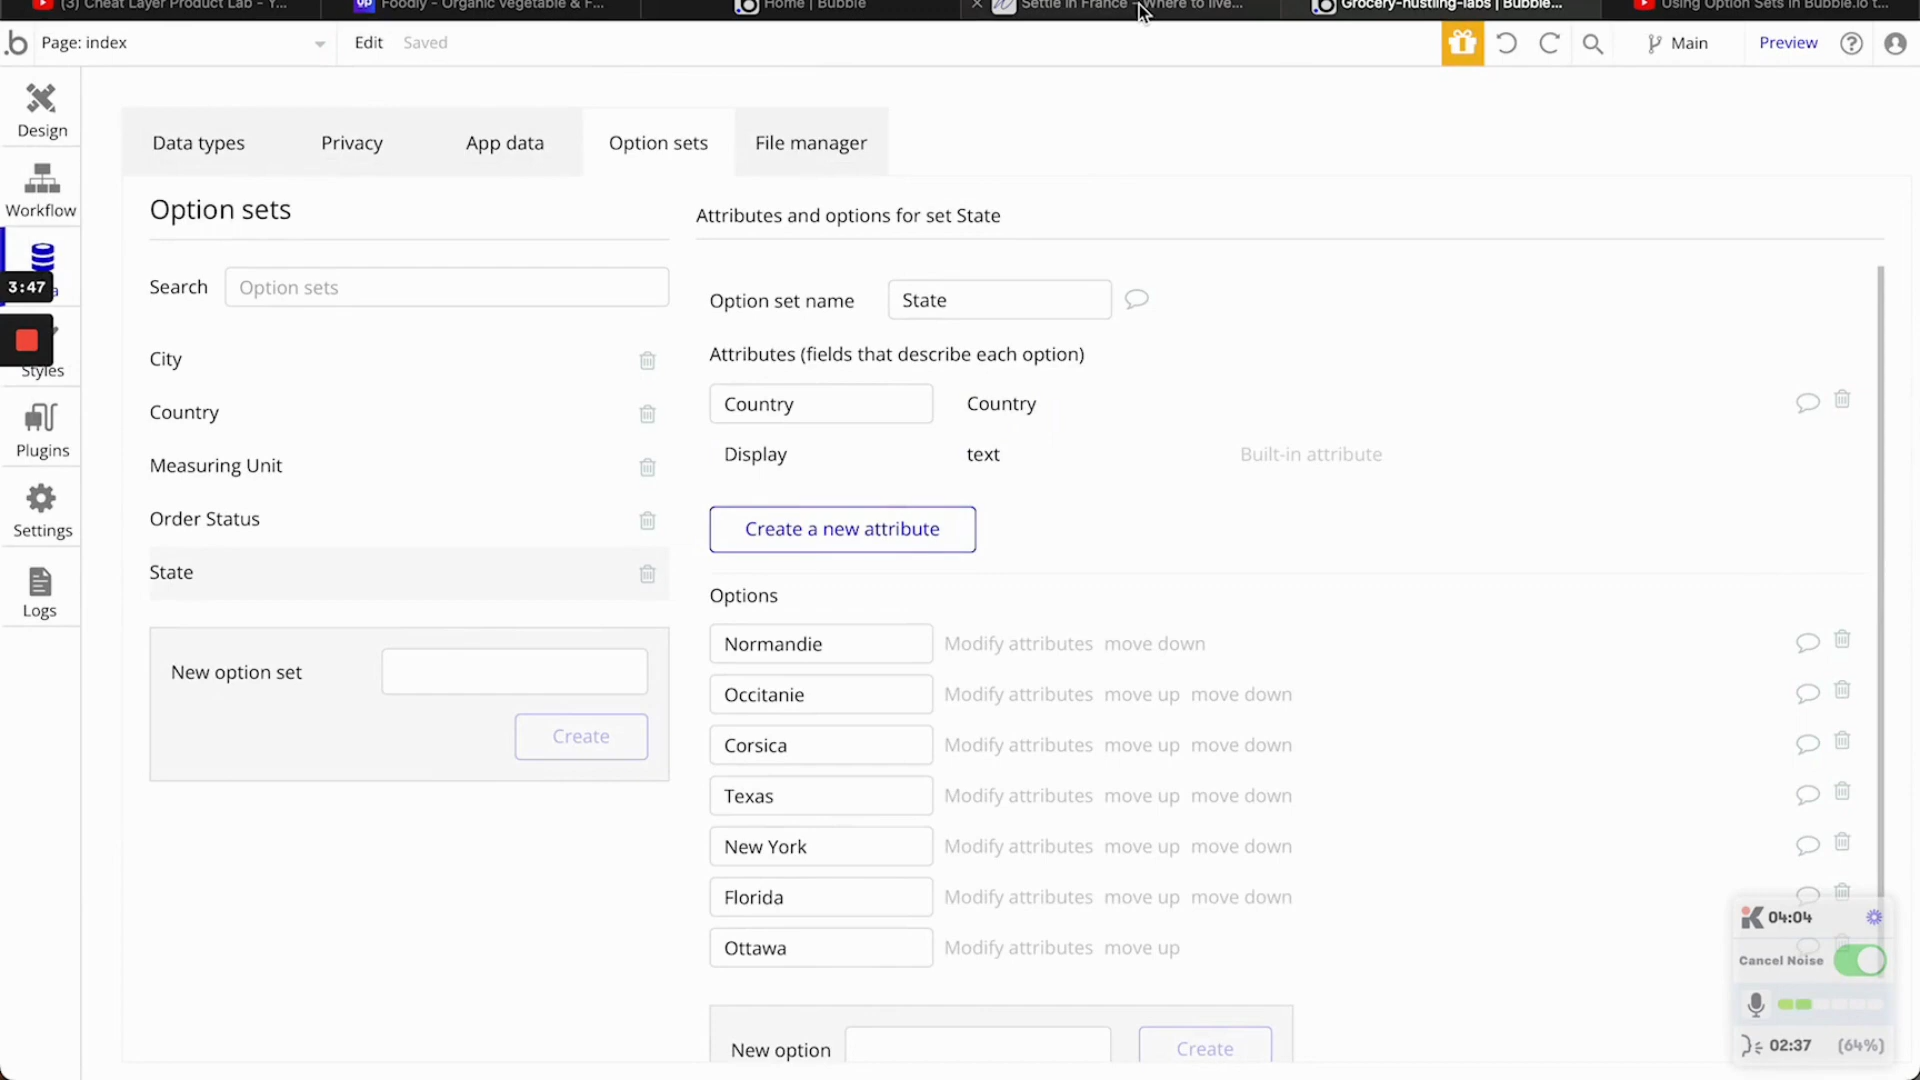 (3) Cheat Layer Product Lab - Y...
Foodly - Organic Vegetable & F...
Home | Bubble
Settle in France - Where to live...
Grocery-hustling-labs | Bubble...
Using Option Sets in Bubble.io t...
Page: index
Edit
Saved
Main
Preview
Design
Workflow
3:47
Styles
Plugins
Settings
Logs
Data types
Privacy
App data
Option sets
File manager
Option sets
Search
Option sets
City
Country
Measuring Unit
Order Status
State
New option set
Create
Attributes and options for set State
Option set name
State
Attributes (fields that describe each option)
Country
Country
Display
text
Built-in attribute
Create a new attribute
Options
Normandie
Modify attributes move down
Occitanie
Modify attributes move up move down
Corsica
Modify attributes move up move down
Texas
Modify attributes move up move down
New York
Modify attributes move up move down
Florida
Modify attributes move up move down
Ottawa
Modify attributes move up
New option
Create
04:04
Cancel Noise
02:37 (64%)